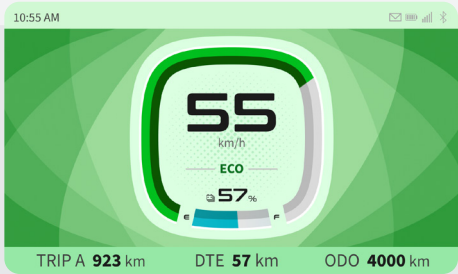 10:55 AM
55
km/h
ECO
57%
E F
TRIP A 923 km DTE 57 km ODO 4000 km